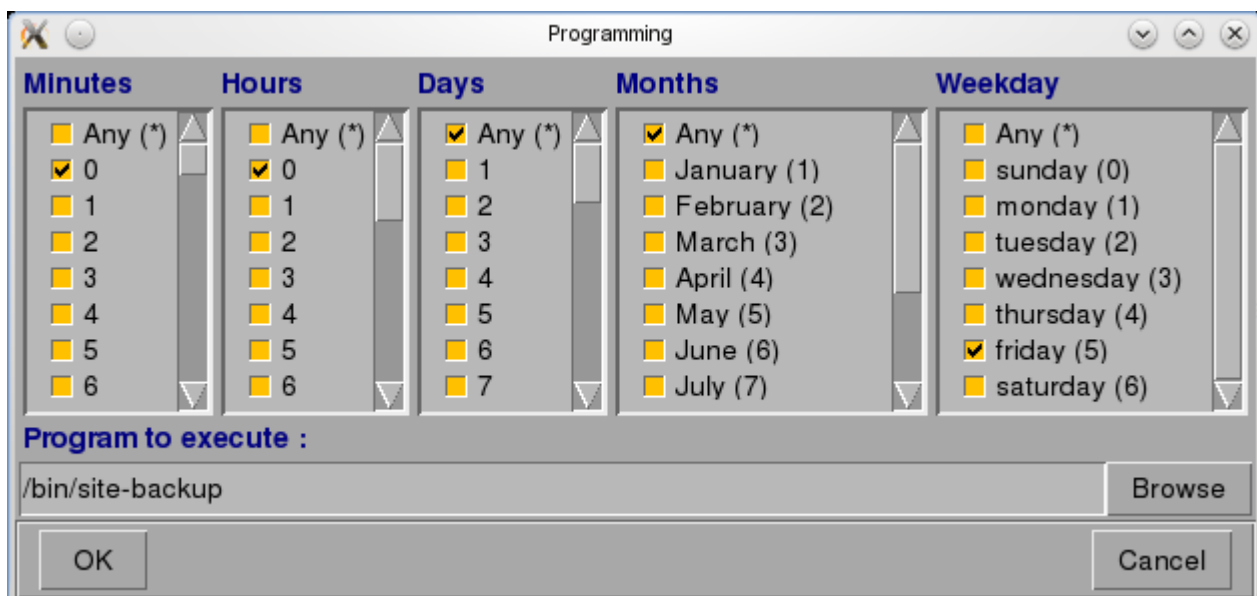 Programming
Minutes Hours Days Months Weekday
Any (*) Any (*) Any (*) Any (*) Any (*)
0 0 1 January (1) sunday (0)
1 1 2 February (2) monday (1)
2 2 3 March (3) tuesday (2)
3 3 4 April (4) wednesday (3)
4 4 5 May (5) thursday (4)
5 5 6 June (6) friday (5)
6 6 7 July (7) saturday (6)
Program to execute :
/bin/site-backup Browse
OK Cancel